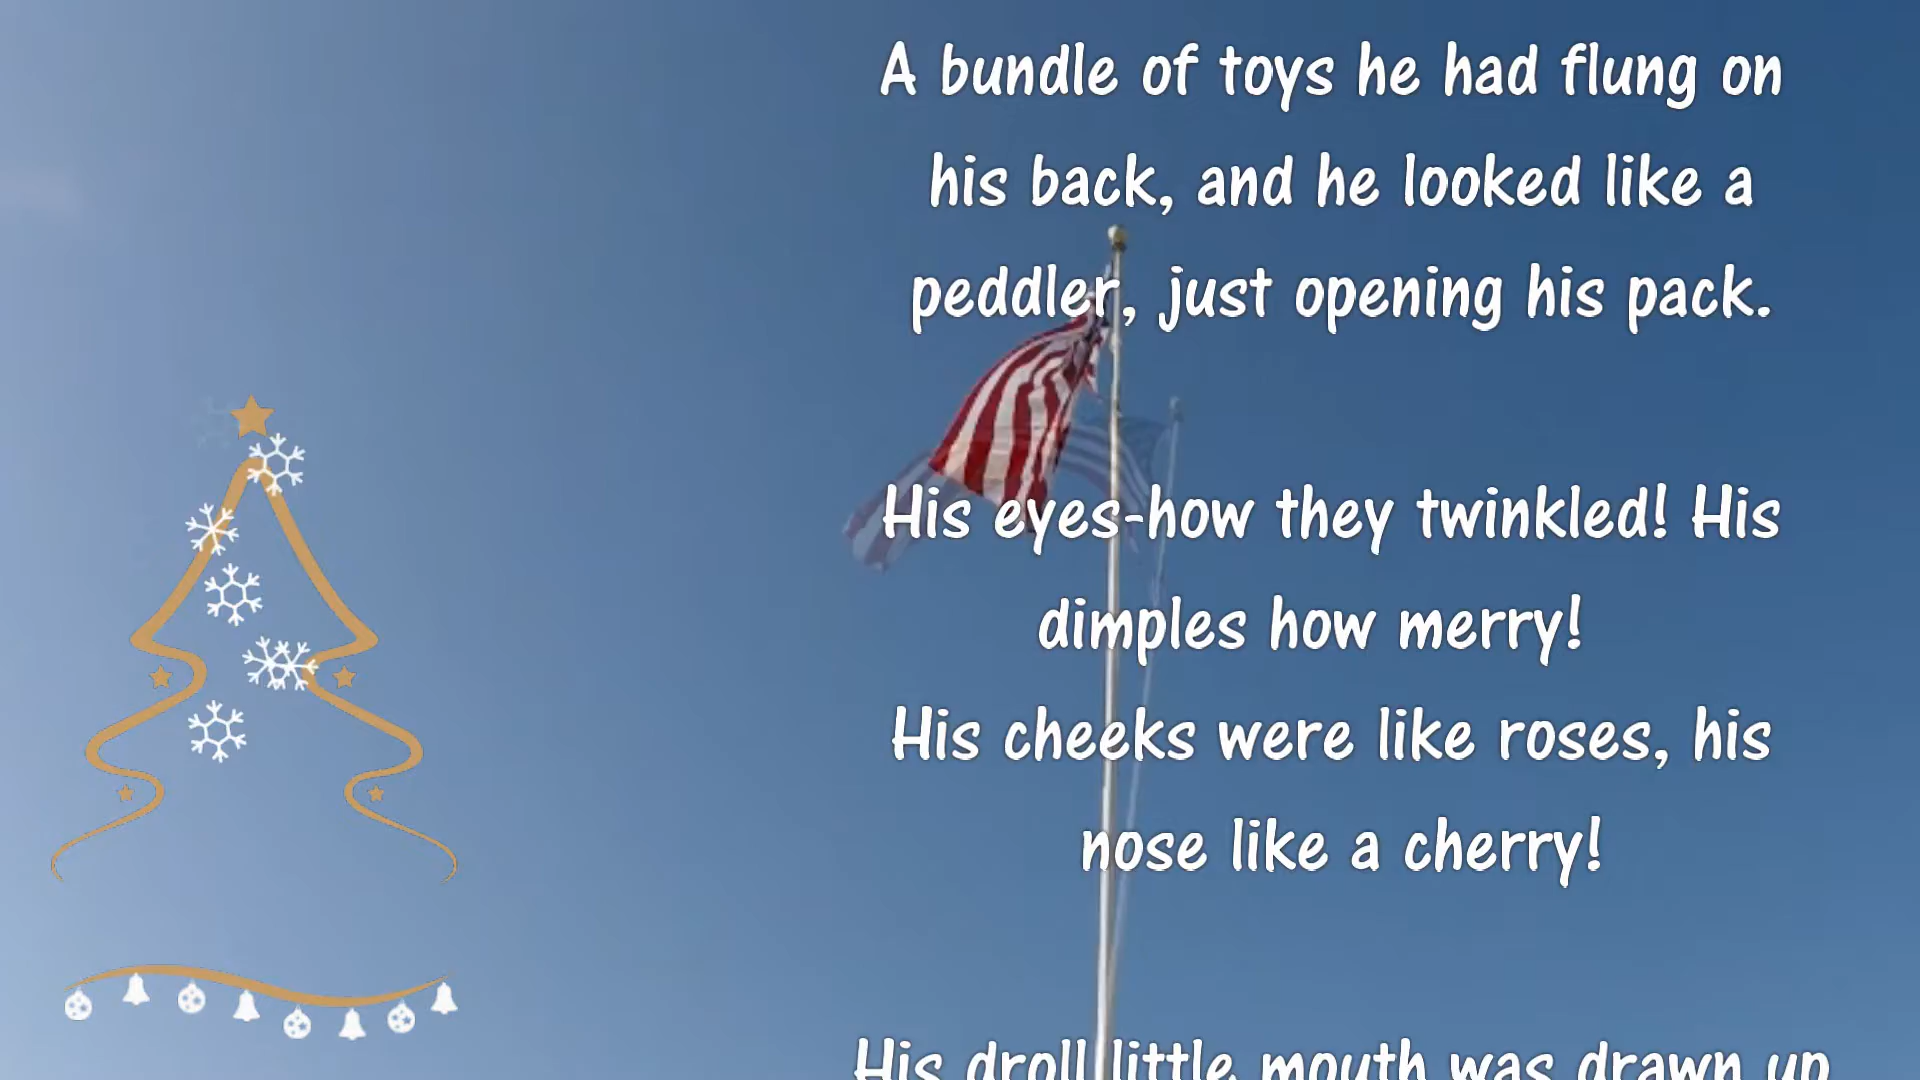 A bundle of toys he had flung on
his back, and he looked like a
peddler, just opening his pack.
His eyes-how they twinkled! His
dimples how merry!
His cheeks were like roses, his
nose like a cherry!
His droll little mouth was drawn up